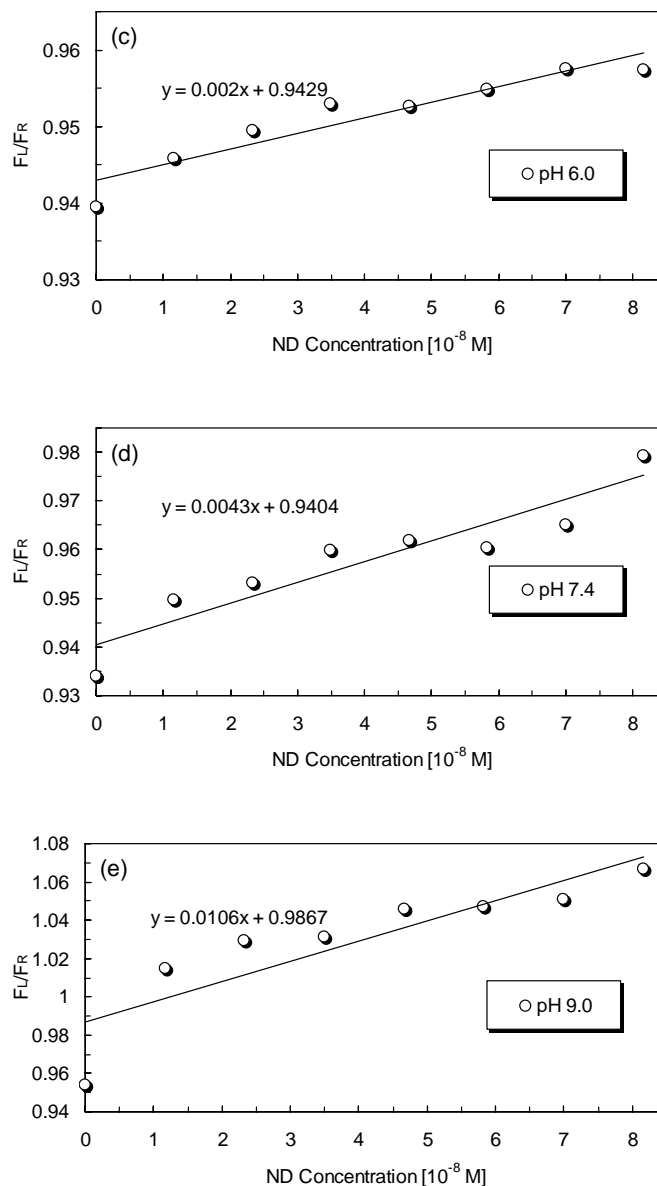 (c)
0.96
y = 0.002x + 0.9429
0.95
FL/FR
pH 6.0
0.94
0.93
0 1 2 3 4 5 6 7 8
ND Concentration [10-8 M]
(d)
0.98
0.97
y = 0.0043x + 0.9404
FL/FR
0.96
pH 7.4
0.95
0.94
0.93
0 1 2 3 4 5 6 7 8
ND Concentration [10-8 M]
1.08
(e)
1.06
1.04
y = 0.0106x + 0.9867
FL/FR
1.02
1
pH 9.0
0.98
0.96
0.94
0 1 2 3 4 5 6 7 8
ND Concentration [10-8 M]